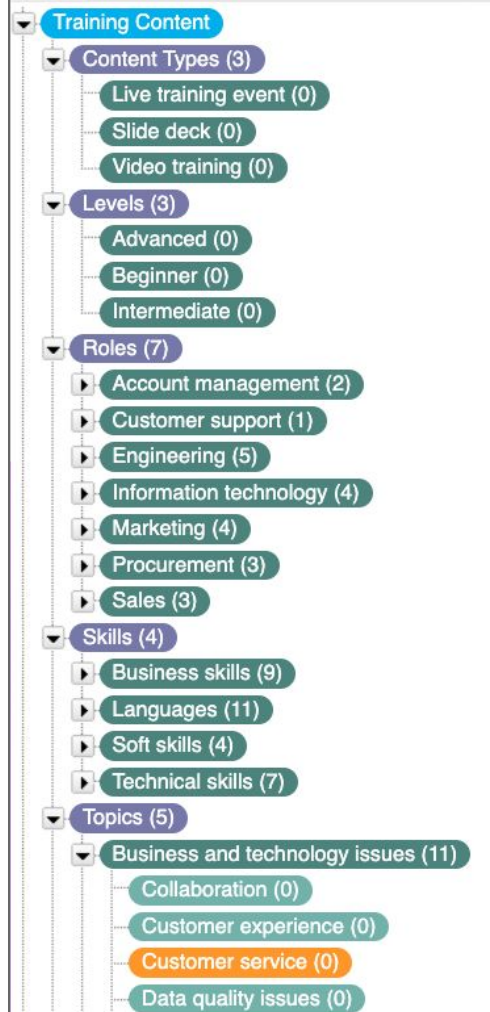 Training Content
Content Types (3)
Live training event (0)
Slide deck (0)
Video training (0)
Levels (3)
Advanced (0)
Beginner (0)
Intermediate (0)
Roles (7)
Account management (2)
Customer support (1)
Engineering (5)
Information technology (4)
Marketing (4)
Procurement (3)
Sales (3)
Skills (4)
Business skills (9)
Languages (11)
Soft skills (4)
Technical skills (7)
Topics (5)
Business and technology issues (11)
Collaboration (0)
Customer experience (0)
Customer service (0)
Data quality issues (0)